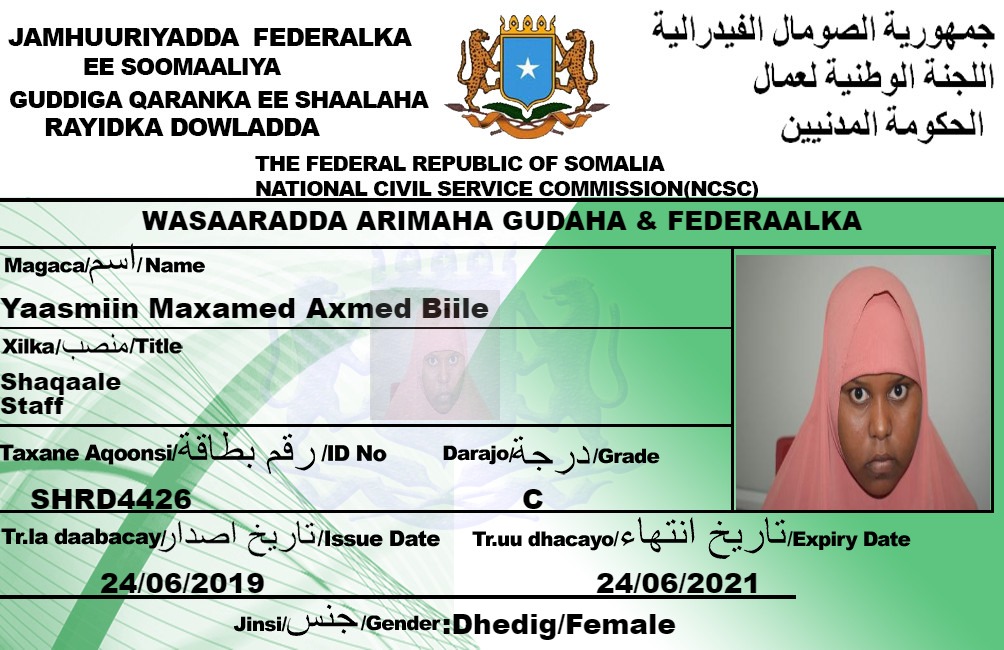 JAMHUURIYADDA FEDERALKA
EE SOOMAALIYA
GUDDIGA QARANKA EE SHAALAHA
RAYIDKA DOWLADDA
جمهورية الصومال الفيدرالية
اللجنة الوطنية لعمال
الحكومة المدنيين
THE FEDERAL REPUBLIC OF SOMALIA
NATIONAL CIVIL SERVICE COMMISSION(NCSC)
WASAARADDA ARIMAHA GUDAHA & FEDERAALKA
Magaca/اسم/Name
Yaasmiin Maxamed Axmed Biile
Xilka/منصب/Title
Shaqaale
Staff
Taxane Aqoonsi/رقم بطاقة/ID No
SHRD4426
Darajo/درجة/Grade
C
Tr.la daabacay/تاريخ اصدار/Issue Date
24/06/2019
Tr.uu dhacayo/تاريخ انتهاء/Expiry Date
24/06/2021
Jinsi/جنس/Gender:Dhedig/Female